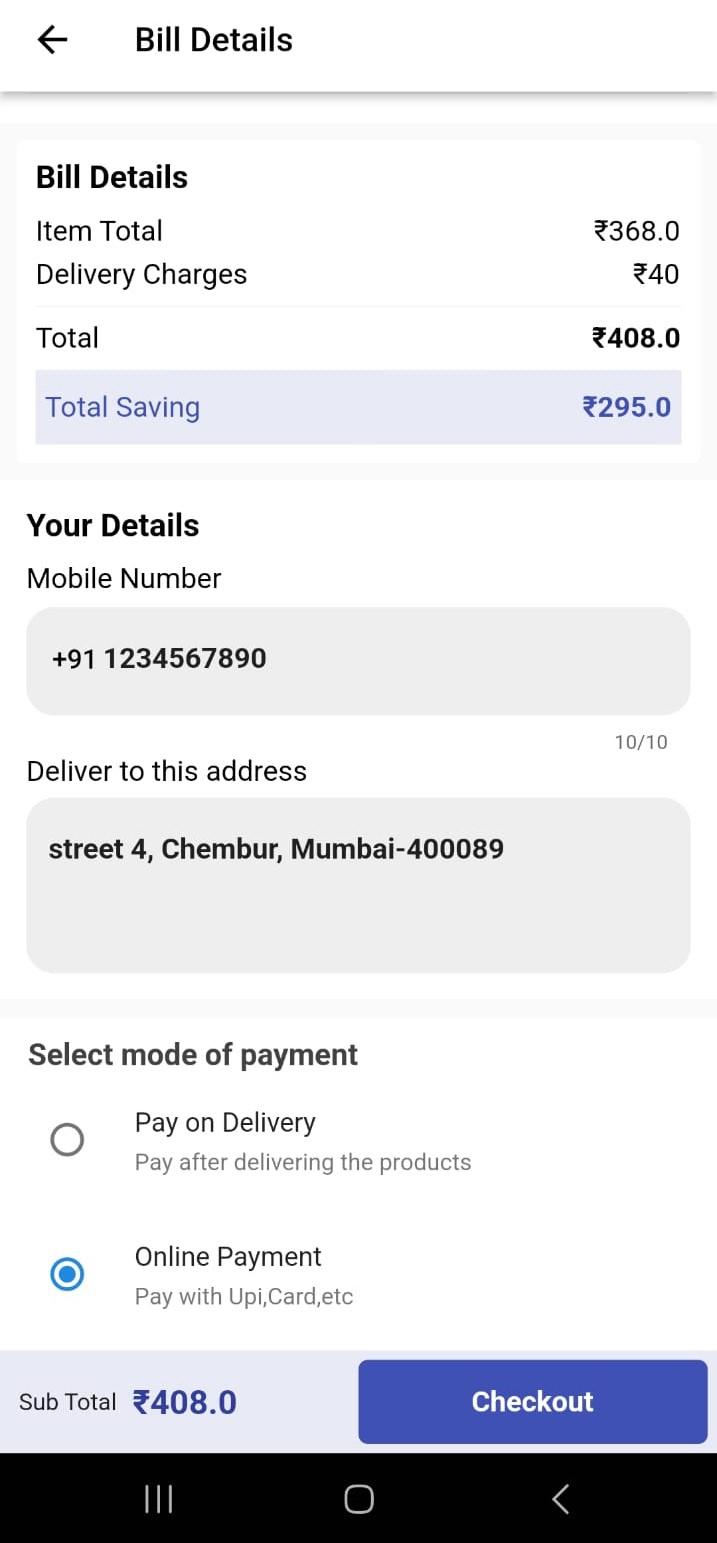 Bill Details
Bill Details
Item Total ₹368.0
Delivery Charges ₹40
Total ₹408.0
Total Saving ₹295.0
Your Details
Mobile Number
+91 1234567890
10/10
Deliver to this address
street 4, Chembur, Mumbai-400089
Select mode of payment
Pay on Delivery
Pay after delivering the products
Online Payment
Pay with Upi,Card,etc
Sub Total ₹408.0 Checkout